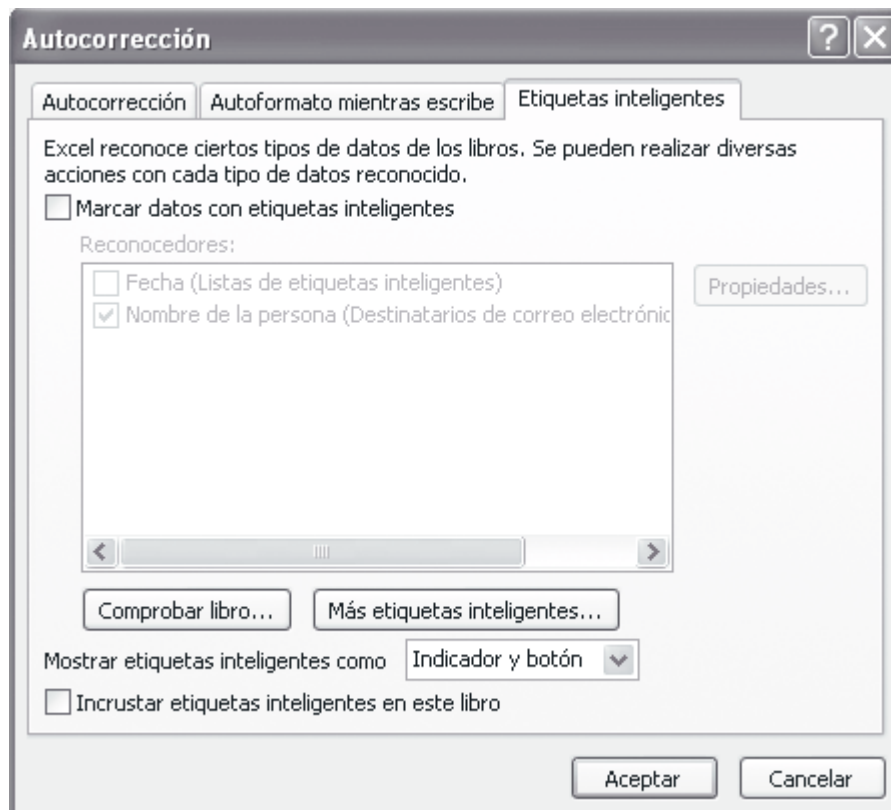 Autocorrección
Autocorrección
Autoformato mientras escribe
Etiquetas inteligentes
Excel reconoce ciertos tipos de datos de los libros. Se pueden realizar diversas
acciones con cada tipo de datos reconocido.
Marcar datos con etiquetas inteligentes
Reconocedores:
Fecha (Listas de etiquetas inteligentes)
Propiedades...
Nombre de la persona (Destinatarios de correo electrónic
Comprobar libro...
Más etiquetas inteligentes...
Mostrar etiquetas inteligentes como
Indicador y botón
Incrustar etiquetas inteligentes en este libro
Aceptar
Cancelar